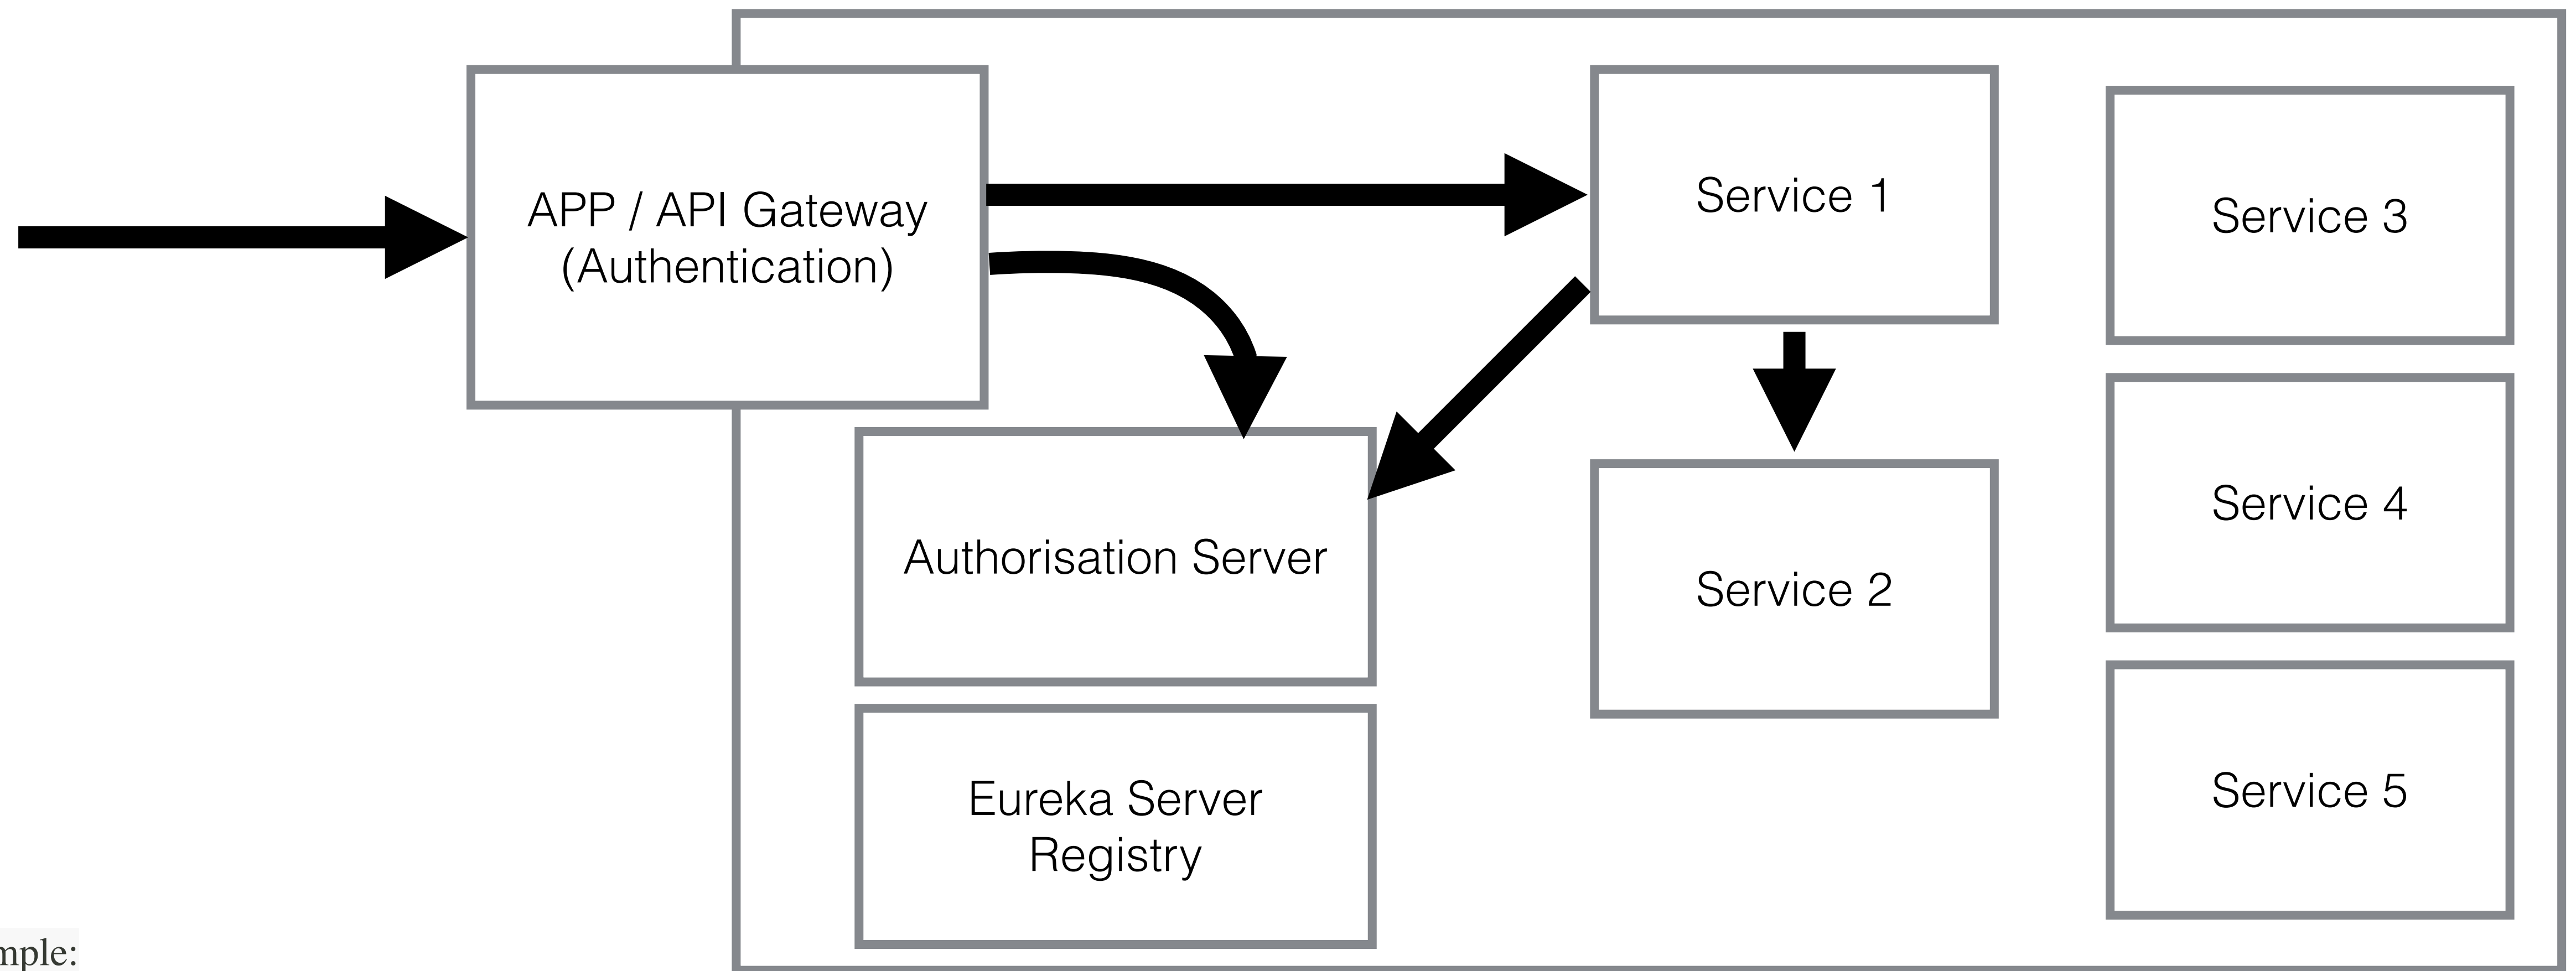 APP / API Gateway
(Authentication)
Service 1
Service 3
Authorisation Server
Service 2
Service 4
Eureka Server
Registry
Service 5
mple: